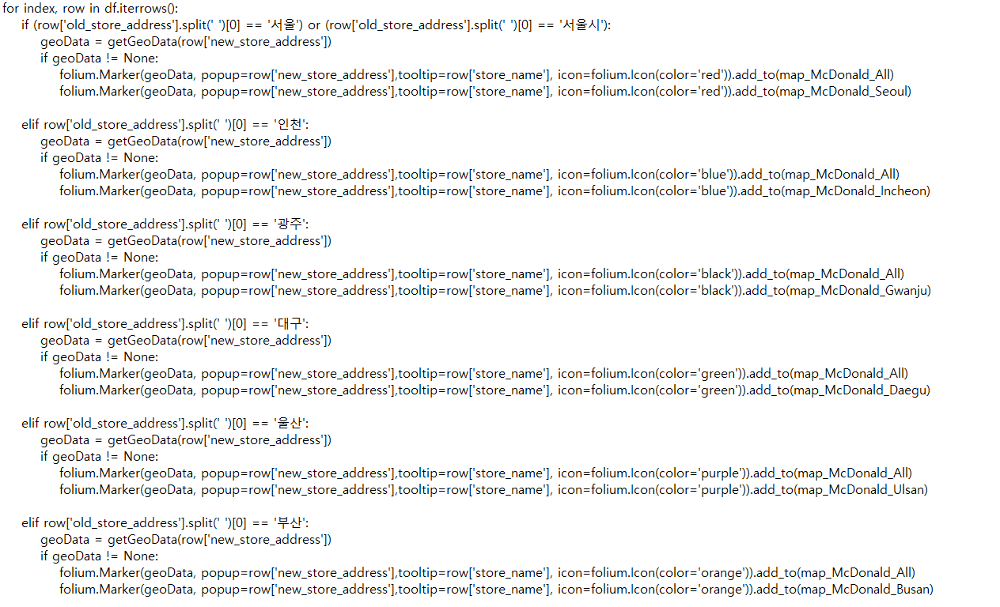 for index, row in df.iterrows():
if (row['old_store_address'].split(' ')[0] == '서울') or (row['old_store_address'].split(' ')[0] == '서울시'):
geoData = getGeoData(row['new_store_address'])
if geoData != None:
folium.Marker(geoData, popup=row['new_store_address'],tooltip=row['store_name'], icon=folium.Icon(color='red')).add_to(map_McDonald_All)
folium.Marker(geoData, popup=row['new_store_address'],tooltip=row['store_name'], icon=folium.Icon(color='red')).add_to(map_McDonald_Seoul)
elif row['old_store_address'].split(' ')[0] == '인천':
geoData = getGeoData(row['new_store_address'])
if geoData != None:
folium.Marker(geoData, popup=row['new_store_address'],tooltip=row['store_name'], icon=folium.Icon(color='blue')).add_to(map_McDonald_All)
folium.Marker(geoData, popup=row['new_store_address'],tooltip=row['store_name'], icon=folium.Icon(color='blue')).add_to(map_McDonald_Incheon)
elif row['old_store_address'].split(' ')[0] == '광주':
geoData = getGeoData(row['new_store_address'])
if geoData != None:
folium.Marker(geoData, popup=row['new_store_address'],tooltip=row['store_name'], icon=folium.Icon(color='black')).add_to(map_McDonald_All)
folium.Marker(geoData, popup=row['new_store_address'],tooltip=row['store_name'], icon=folium.Icon(color='black')).add_to(map_McDonald_Gwanju)
elif row['old_store_address'].split(' ')[0] == '대구':
geoData = getGeoData(row['new_store_address'])
if geoData != None:
folium.Marker(geoData, popup=row['new_store_address'],tooltip=row['store_name'], icon=folium.Icon(color='green')).add_to(map_McDonald_All)
folium.Marker(geoData, popup=row['new_store_address'],tooltip=row['store_name'], icon=folium.Icon(color='green')).add_to(map_McDonald_Daegu)
elif row['old_store_address'].split(' ')[0] == '울산':
geoData = getGeoData(row['new_store_address'])
if geoData != None:
folium.Marker(geoData, popup=row['new_store_address'],tooltip=row['store_name'], icon=folium.Icon(color='purple')).add_to(map_McDonald_All)
folium.Marker(geoData, popup=row['new_store_address'],tooltip=row['store_name'], icon=folium.Icon(color='purple')).add_to(map_McDonald_Ulsan)
elif row['old_store_address'].split(' ')[0] == '부산':
geoData = getGeoData(row['new_store_address'])
if geoData != None:
folium.Marker(geoData, popup=row['new_store_address'],tooltip=row['store_name'], icon=folium.Icon(color='orange')).add_to(map_McDonald_All)
folium.Marker(geoData, popup=row['new_store_address'],tooltip=row['store_name'], icon=folium.Icon(color='orange')).add_to(map_McDonald_Busan)